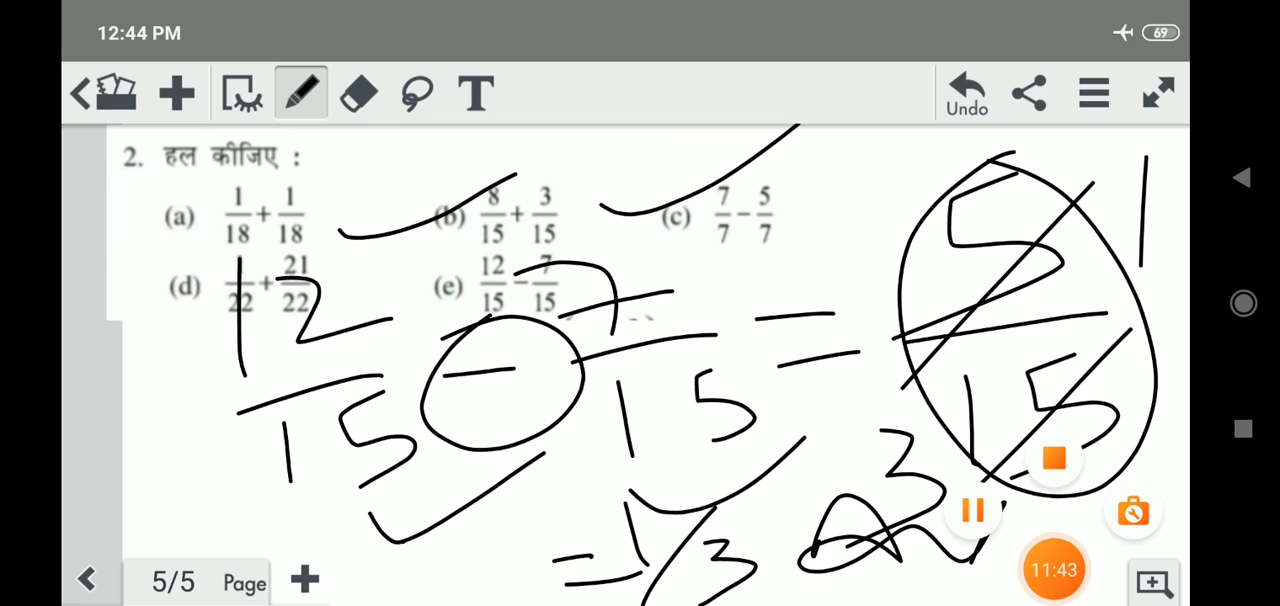 12:44 PM
69
Undo
2. हल कीजिए :
(a) 1/18 + 1/18 (b) 8/15 + 3/15 (c) 7/7 − 5/7
(d) 1/22 + 21/22 (e) 12/15 − 7/15
12/15 − 7/15 = 5/15 1
3
= 1/3
5/5 Page
11:43